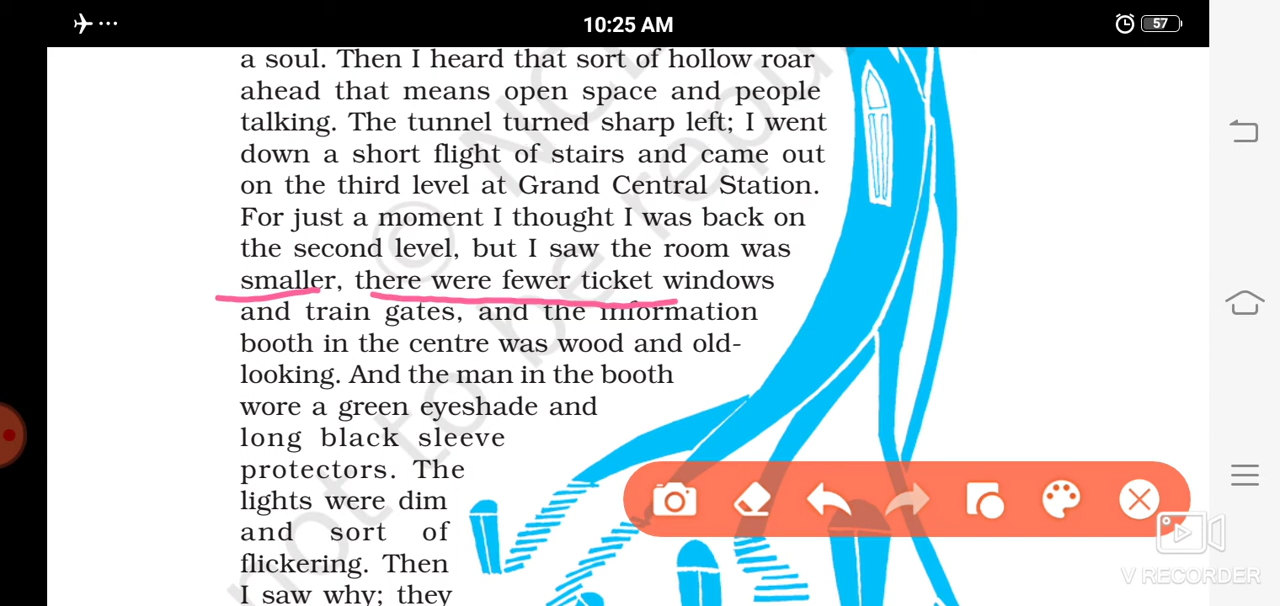 10:25 AM
57
a soul. Then I heard that sort of hollow roar
ahead that means open space and people
talking. The tunnel turned sharp left; I went
down a short flight of stairs and came out
on the third level at Grand Central Station.
For just a moment I thought I was back on
the second level, but I saw the room was
smaller, there were fewer ticket windows
and train gates, and the information
booth in the centre was wood and old-
looking. And the man in the booth
wore a green eyeshade and
long black sleeve
protectors. The
lights were dim
and sort of
flickering. Then
I saw why; they
© NC
not to be repu
V RECORDER